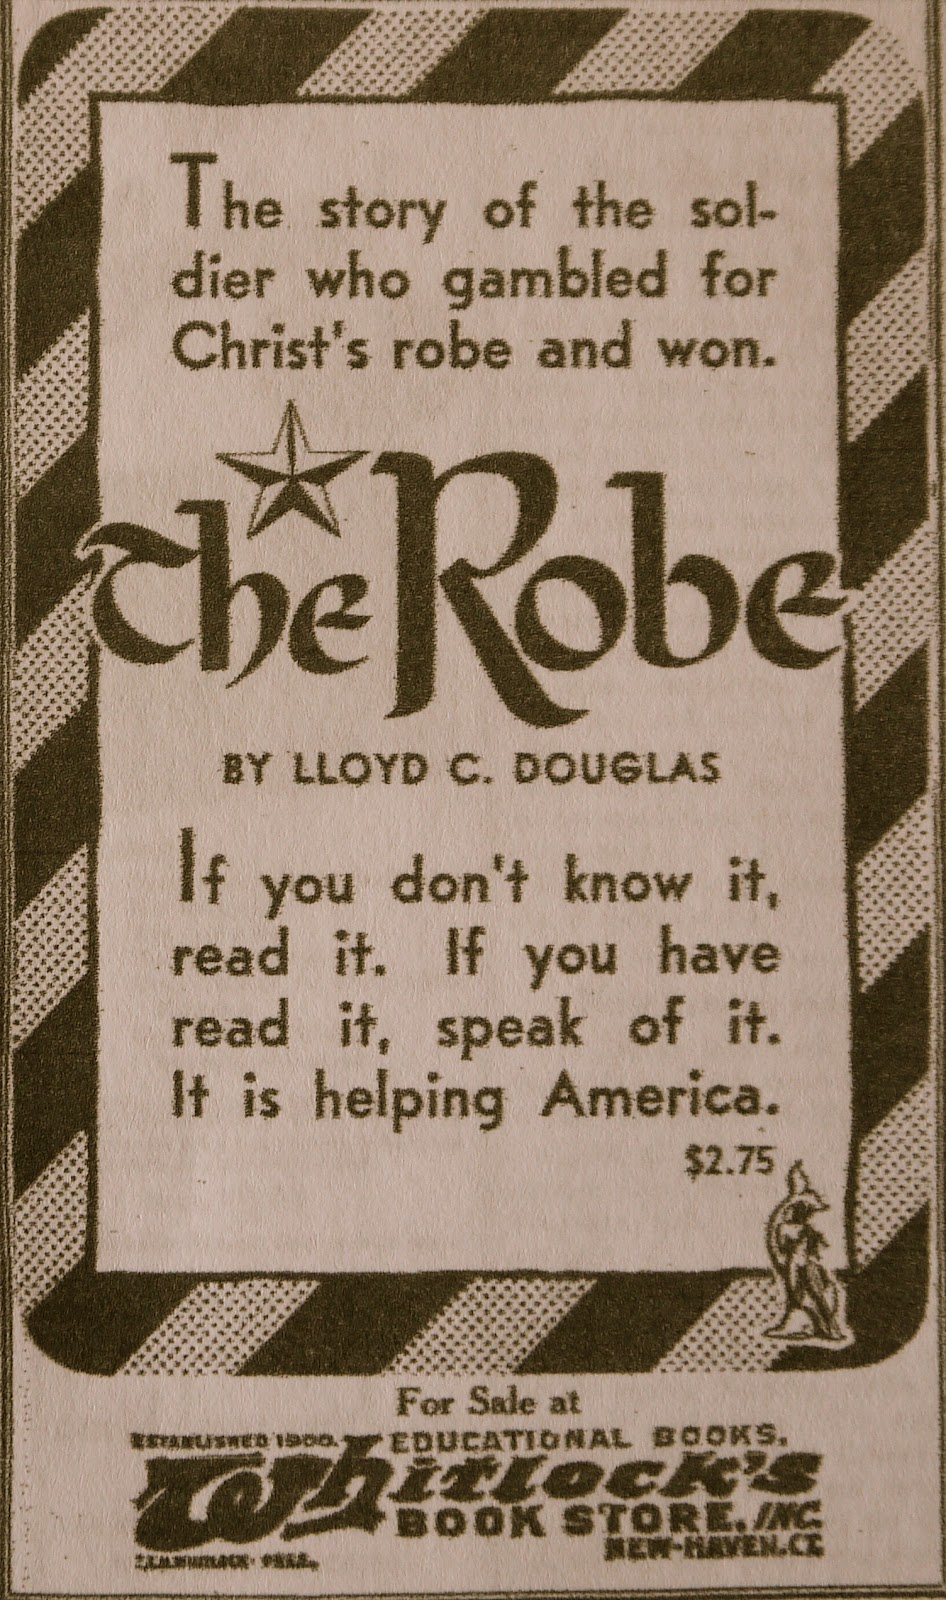 The story of the sol-
dier who gambled for
Christ's robe and won.
The Robe
BY LLOYD C. DOUGLAS
If you don't know it,
read it. If you have
read it, speak of it.
It is helping America.
$2.75
For Sale at
ESTABLISHED 1900. EDUCATIONAL BOOKS.
Whitlock's
BOOK STORE, INC
NEW-HAVEN.CT.
WHITLOCK PRES.